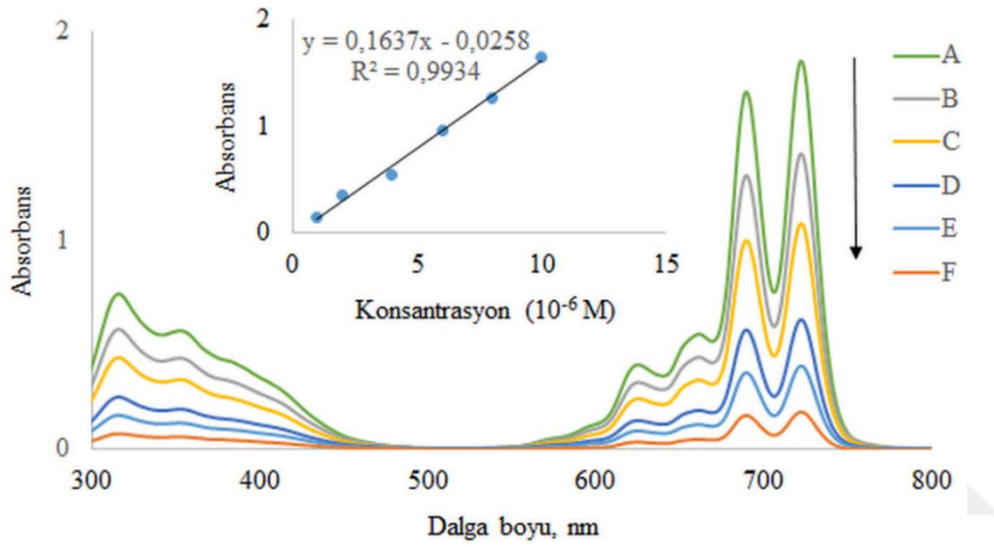 2
y = 0,1637x - 0,0258
R² = 0,9934
1
0
0 5 10 15
Absorbans
Konsantrasyon (10⁻⁶ M)
A
B
C
D
E
F
2
1
0
Absorbans
300 400 500 600 700 800
Dalga boyu, nm